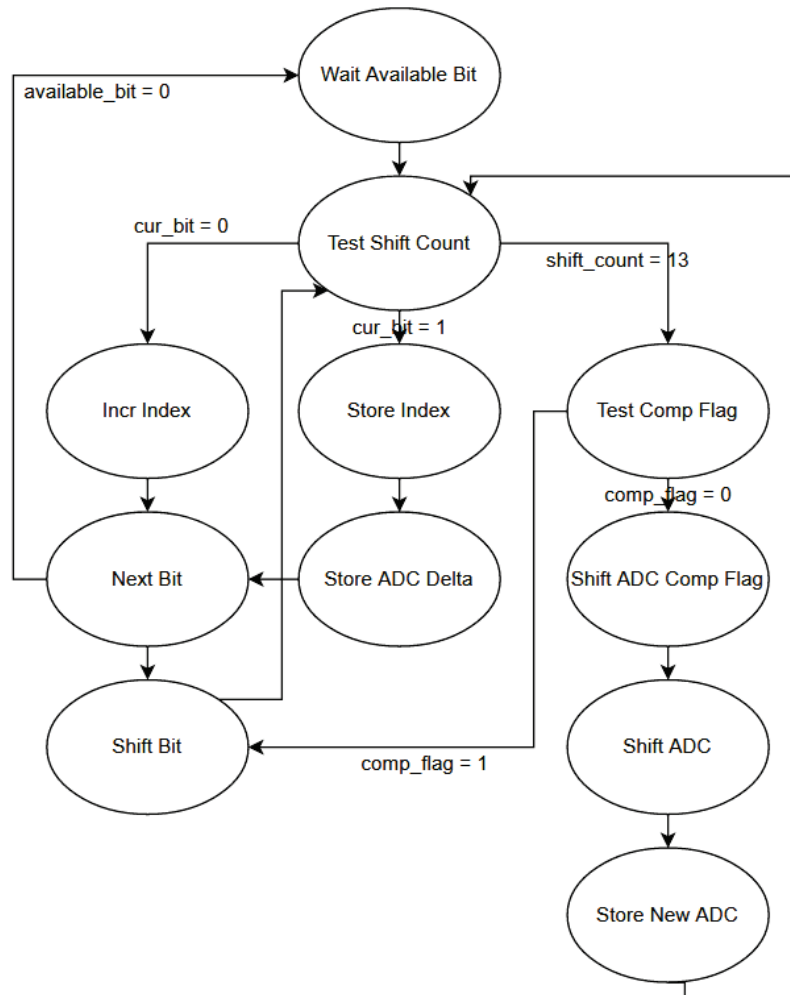 Wait Available Bit
available_bit = 0
cur_bit = 0
Test Shift Count
shift_count = 13
cur_bit = 1
Incr Index
Store Index
Test Comp Flag
comp_flag = 0
Next Bit
Store ADC Delta
Shift ADC Comp Flag
Shift Bit
comp_flag = 1
Shift ADC
Store New ADC